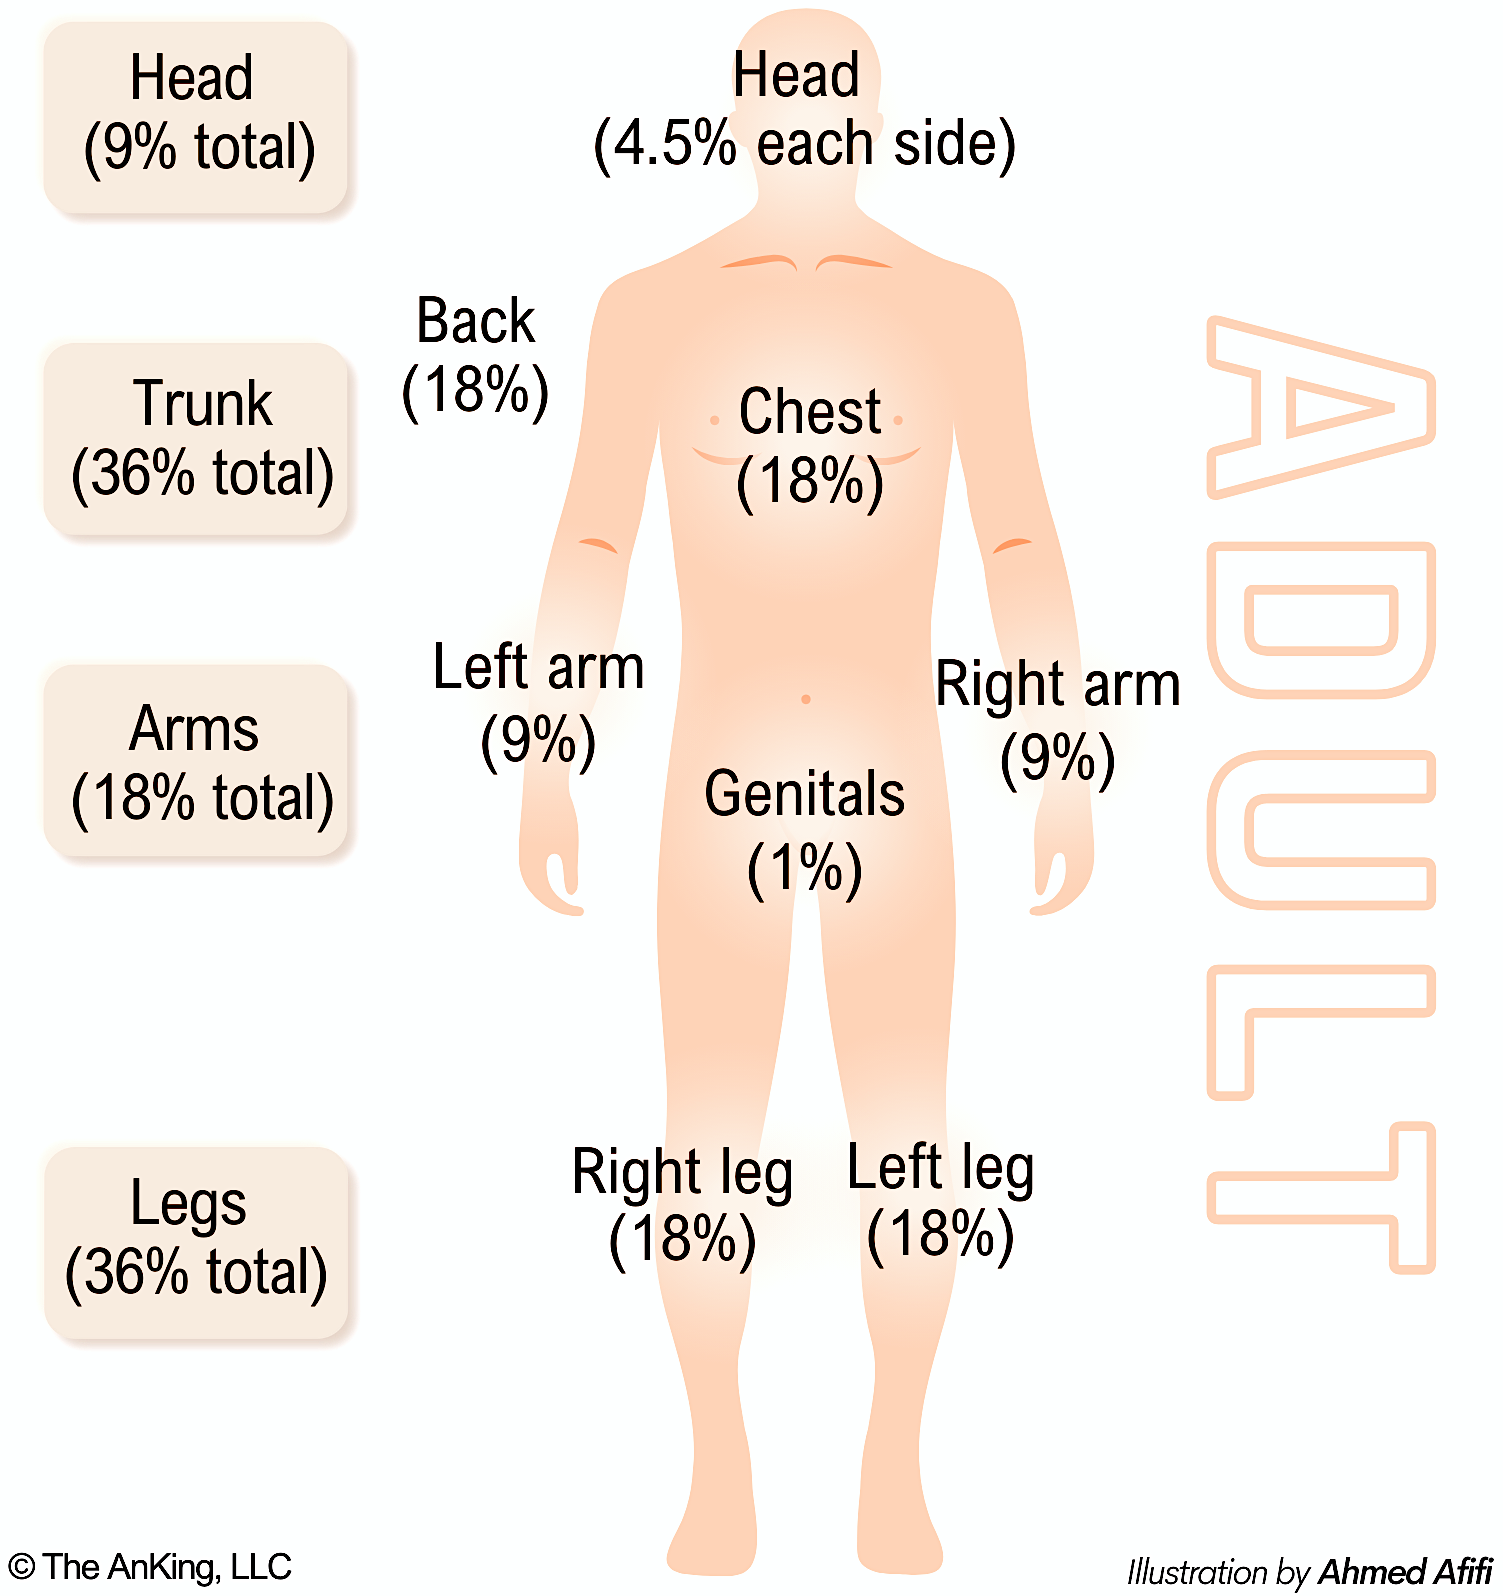 Head
(9% total)
Head
(4.5% each side)
Back
(18%)
Trunk
(36% total)
Chest
(18%)
Left arm
(9%)
Right arm
(9%)
Arms
(18% total)
Genitals
(1%)
Legs
(36% total)
Right leg
(18%)
Left leg
(18%)
ADULT
© The AnKing, LLC
Illustration by Ahmed Afifi